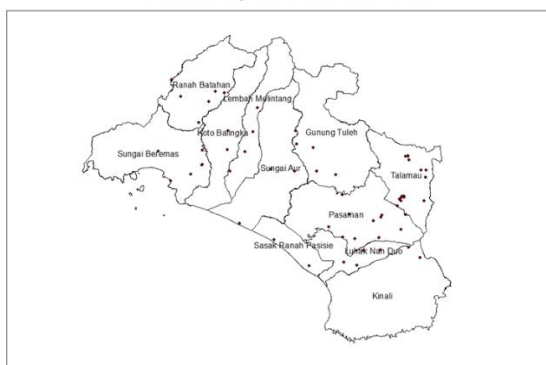 Ranah Batahan
Lembah Melintang
Koto Balingka
Gunung Tuleh
Sungai Beremas
Sungai Aur
Talamau
Pasaman
Sasak Ranah Pasisie
Luhak Nan Duo
Kinali